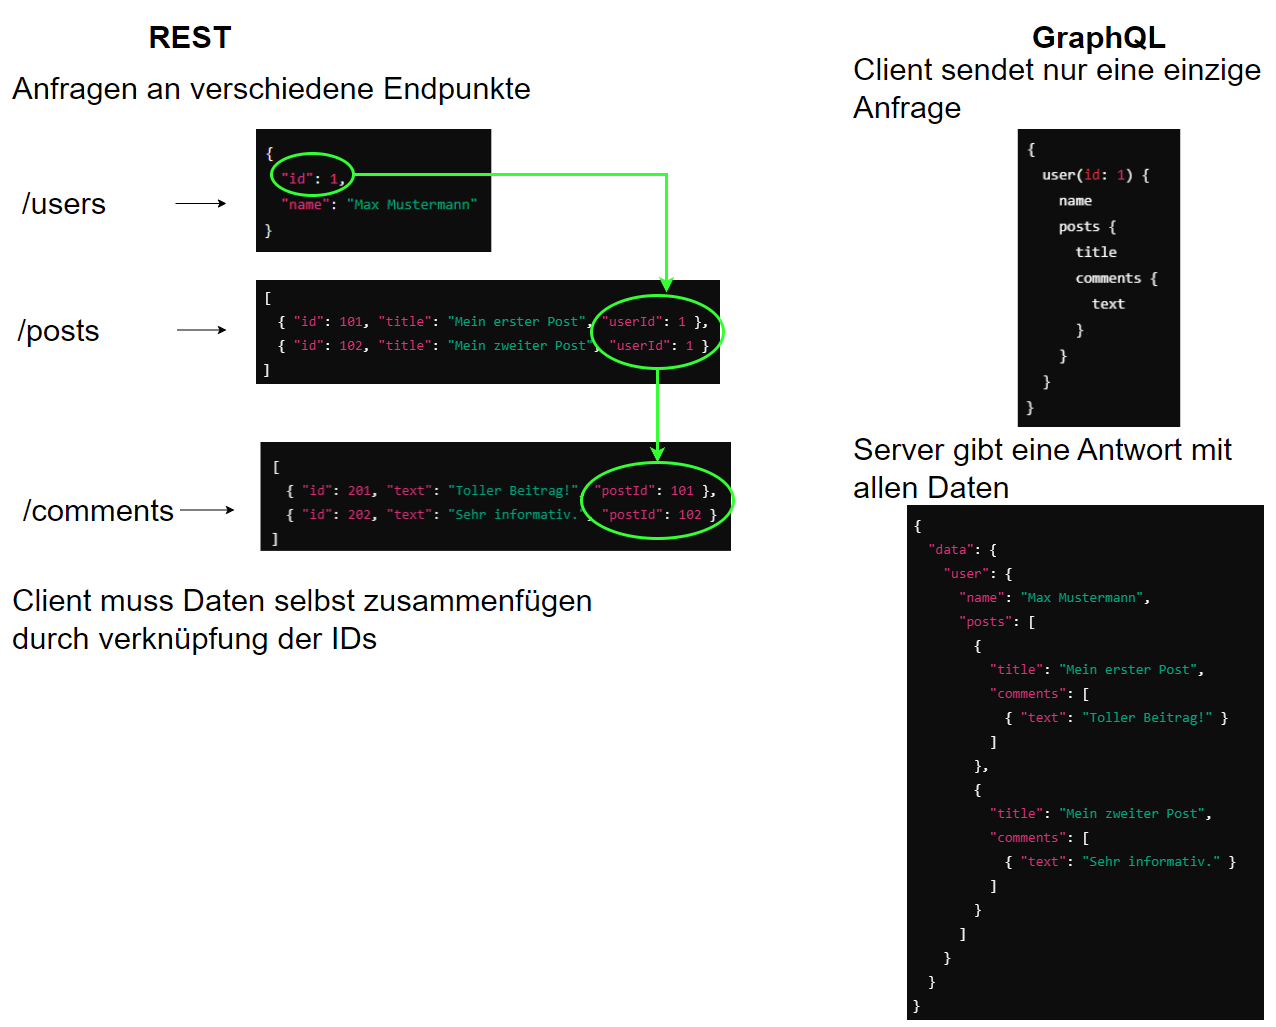 REST
Anfragen an verschiedene Endpunkte
/users
{
"id": 1,
"name": "Max Mustermann"
}
/posts
[
{ "id": 101, "title": "Mein erster Post", "userId": 1 },
{ "id": 102, "title": "Mein zweiter Post", "userId": 1 }
]
/comments
[
{ "id": 201, "text": "Toller Beitrag!", "postId": 101 },
{ "id": 202, "text": "Sehr informativ.", "postId": 102 }
]
Client muss Daten selbst zusammenfügen
durch verknüpfung der IDs
GraphQL
Client sendet nur eine einzige
Anfrage
{
user(id: 1) {
name
posts {
title
comments {
text
}
}
}
}
Server gibt eine Antwort mit
allen Daten
{
"data": {
"user": {
"name": "Max Mustermann",
"posts": [
{
"title": "Mein erster Post",
"comments": [
{ "text": "Toller Beitrag!" }
]
},
{
"title": "Mein zweiter Post",
"comments": [
{ "text": "Sehr informativ." }
]
}
]
}
}
}